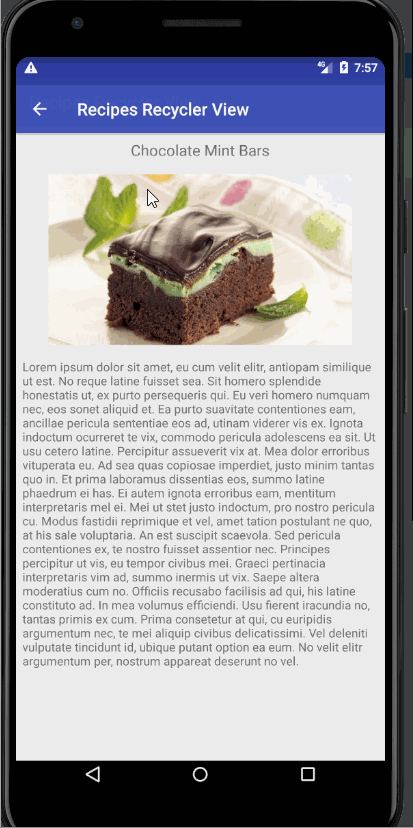 4G 7:57
Recipes Recycler View
Chocolate Mint Bars
Lorem ipsum dolor sit amet, eu cum velit elitr, antiopam similique
ut est. No reque latine fuisset sea. Sit homero splendide
honestatis ut, ex purto persequeris qui. Eu veri homero numquam
nec, eos sonet aliquid et. Ea purto suavitate contentiones eam,
ancillae pericula sententiae eos ad, utinam viderer vis ex. Ignota
indoctum ocurreret te vix, commodo pericula adolescens ea sit. Ut
usu cetero latine. Percipitur assueverit vix at. Mea dolor erroribus
vituperata eu. Ad sea quas copiosae imperdiet, justo minim tantas
quo in. Et prima laboramus dissentias eos, summo latine
phaedrum ei has. Ei autem ignota erroribus eam, mentitum
interpretaris mel ei. Mei ut stet justo indoctum, pro nostro pericula
cu. Modus fastidii reprimique et vel, amet tation postulant ne quo,
at his sale voluptaria. An est suscipit scaevola. Sed pericula
contentiones ex, te nostro fuisset assentior nec. Principes
percipitur ut vis, eu tempor civibus mei. Graeci pertinacia
interpretaris vim ad, summo inermis ut vix. Saepe altera
moderatius cum no. Officiis recusabo facilisis ad qui, his latine
constituto ad. In mea volumus efficiendi. Usu fierent iracundia no,
tantas primis ex cum. Prima consetetur at qui, cu euripidis
argumentum nec, te mei aliquip civibus delicatissimi. Vel deleniti
vulputate tincidunt id, ubique putant option ea eum. No velit elitr
argumentum per, nostrum appareat deserunt no vel.